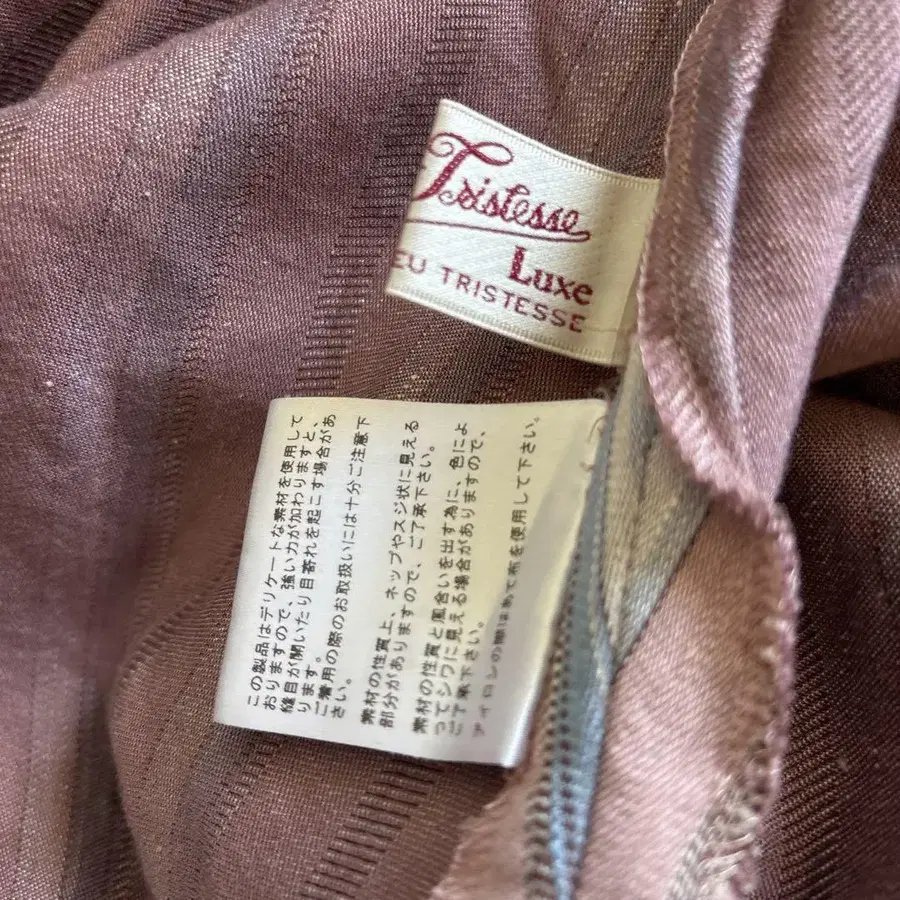 Tristesse
Luxe
EU TRISTESSE
この製品はデリケートな素材を使用して
おりますので、強い力が加わりますと、
縫目が開いたり目寄れを起こす場合があ
ります。
ご着用の際のお取扱いには十分ご注意下
さい。
素材の性質上、ネップやスジ状に見える
部分がありますので、ご了承下さい。
素材の性質と風合いを出す為に、色によ
ってシワに見える場合がありますので、
ご了承下さい。
アイロンの際はあて布を使用して下さい。